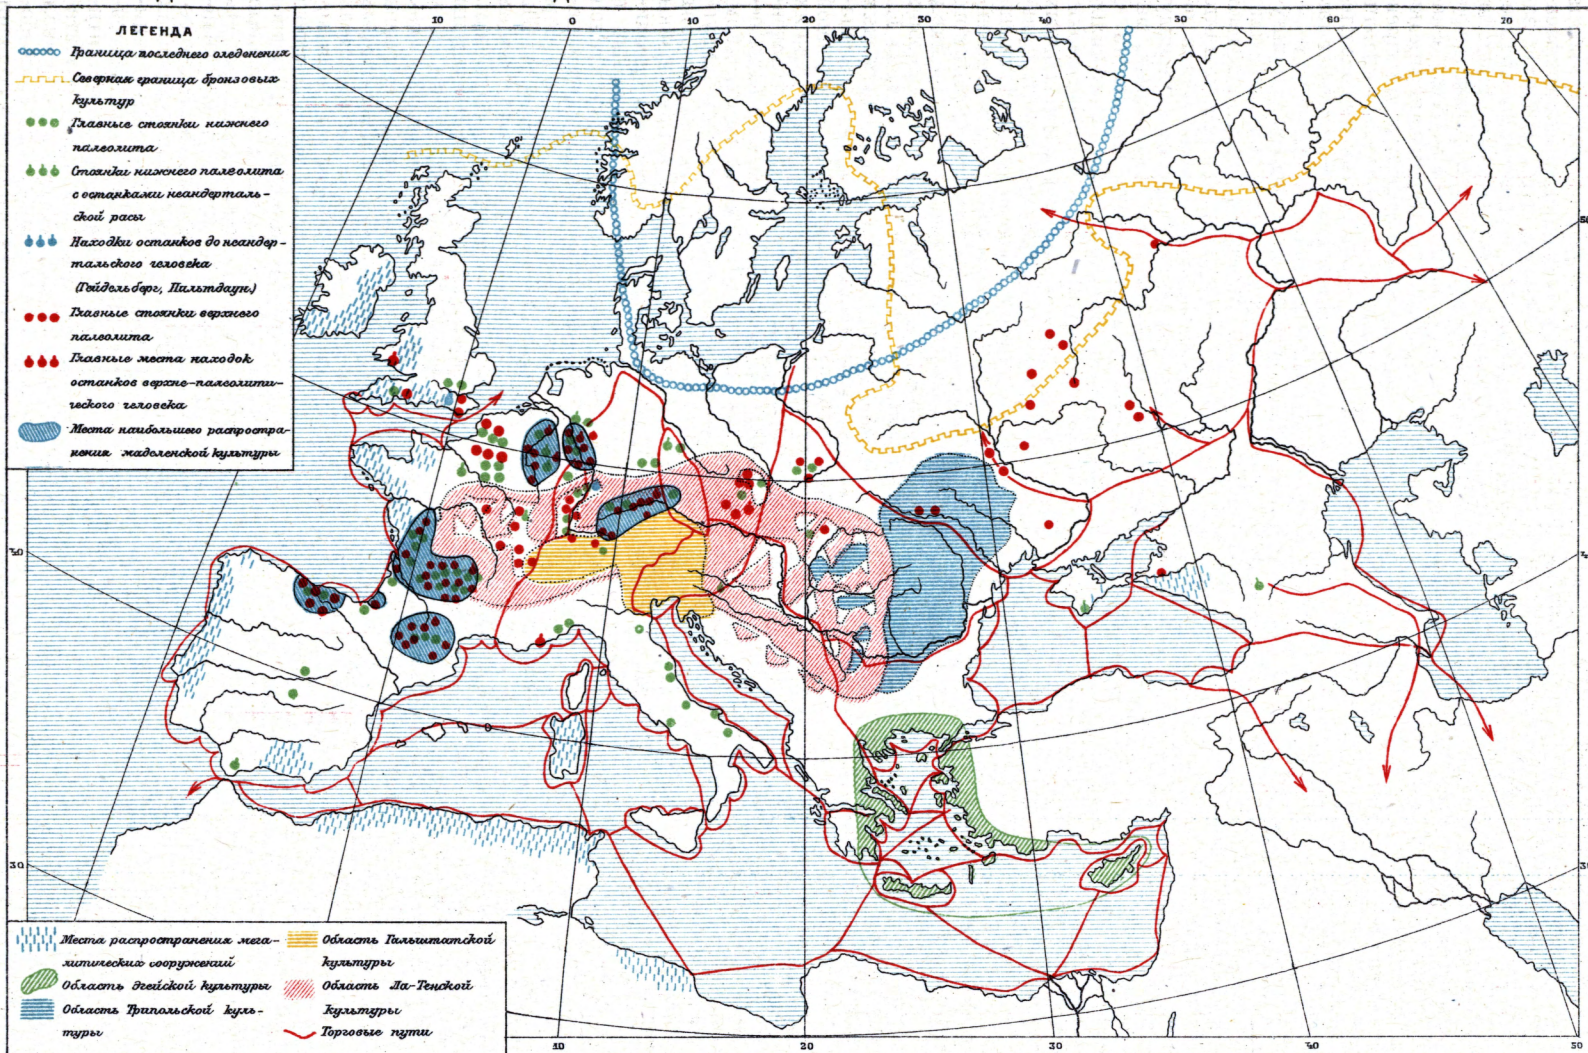 ЛЕГЕНДА
Граница последнего оледенения
Северная граница бронзовых
культур
Главные стоянки нижнего
палеолита
Стоянки нижнего палеолита
с останками неандерталь-
ской расы
Находки останков до неандер-
тальского человека
(Гейдельберг, Пильтдаун.)
Главные стоянки верхнего
палеолита
Главные места находок
останков верхне-палеолити-
ческого человека
Места наибольшего распростра-
нения мадоленской культуры
10 0 10 20 30 40 50 60 70
40
30
Места распространения мега-
литических сооружений
Область Эгейской культуры
Область Трипольской куль-
туры
Область Гальштатской
культуры
Область Ла-Тенской
культуры
Торговые пути
10 20 30 40 50